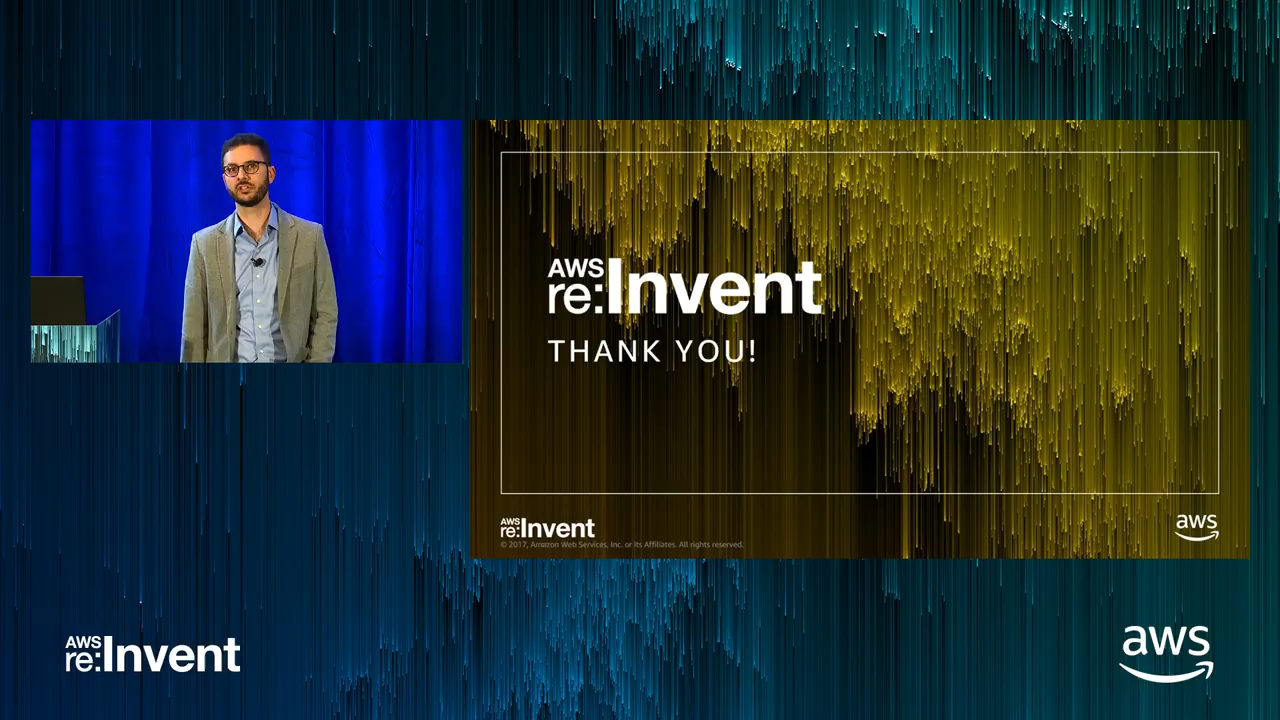 AWS
re:Invent
THANK YOU!
AWS
re:Invent
© 2017, Amazon Web Services, Inc. or its Affiliates. All rights reserved.
aws
AWS
re:Invent
aws